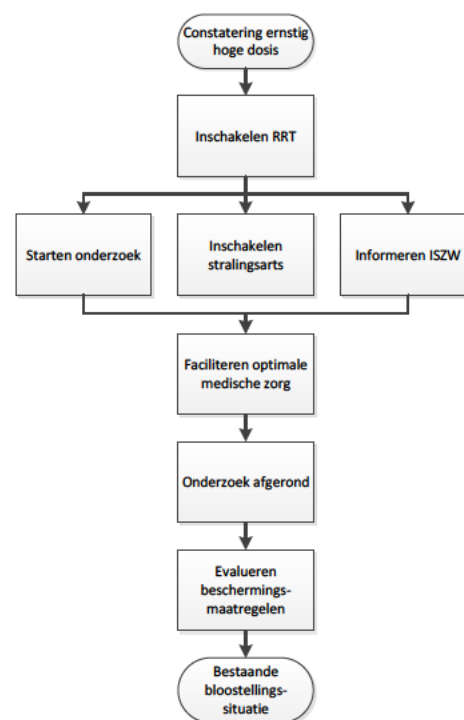 Constatering ernstig
hoge dosis
Inschakelen RRT
Starten onderzoek
Inschakelen
stralingsarts
Informeren ISZW
Faciliteren optimale
medische zorg
Onderzoek afgerond
Evalueren
beschermings-
maatregelen
Bestaande
bloostellings-
situatie